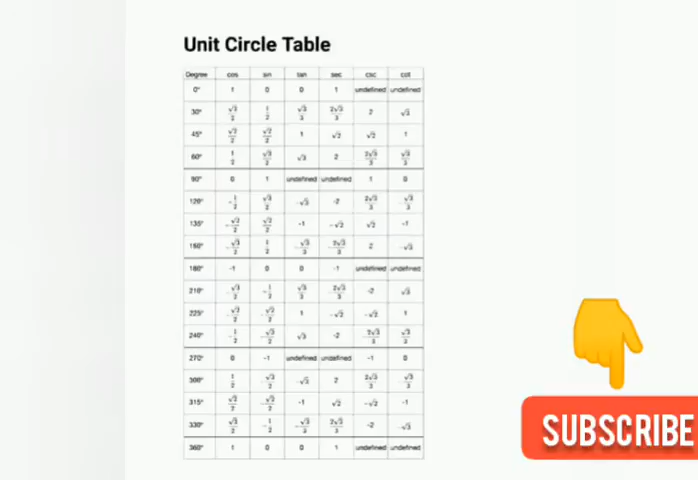 Unit Circle Table
Degree cos sin tan sec csc cot
0° 1 0 0 1 undefined undefined
30° √3/2 1/2 √3/3 2√3/3 2 √3
45° √2/2 √2/2 1 √2 √2 1
60° 1/2 √3/2 √3 2 2√3/3 √3/3
90° 0 1 undefined undefined 1 0
120° -1/2 √3/2 -√3 -2 2√3/3 -√3/3
135° -√2/2 √2/2 -1 -√2 √2 -1
150° -√3/2 1/2 -√3/3 -2√3/3 2 -√3
180° -1 0 0 -1 undefined undefined
210° -√3/2 -1/2 √3/3 -2√3/3 -2 √3
225° -√2/2 -√2/2 1 -√2 -√2 1
240° -1/2 -√3/2 √3 -2 -2√3/3 √3/3
270° 0 -1 undefined undefined -1 0
300° 1/2 -√3/2 -√3 2 -2√3/3 -√3/3
315° √2/2 -√2/2 -1 √2 -√2 -1
330° √3/2 -1/2 -√3/3 2√3/3 -2 -√3
360° 1 0 0 1 undefined undefined
SUBSCRIBE